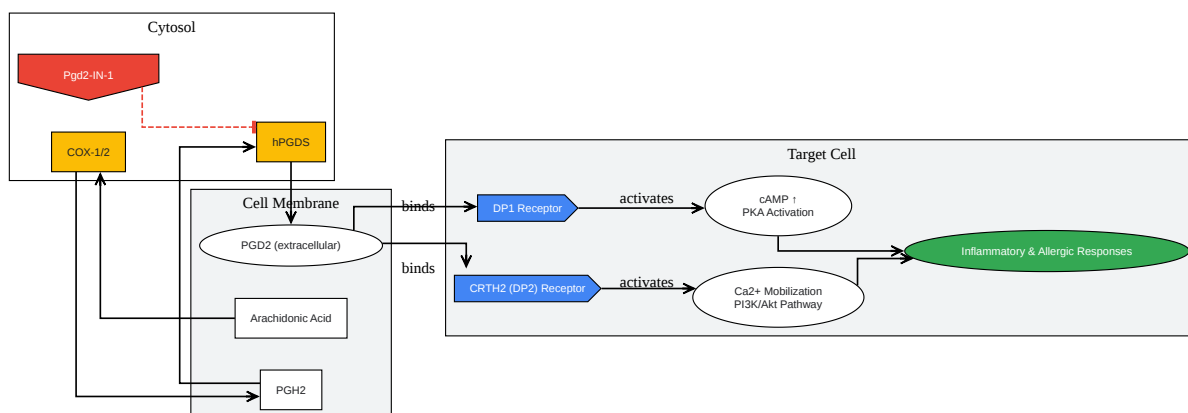 Cytosol
Pgd2-IN-1
COX-1/2
hPGDS
Cell Membrane
PGD2 (extracellular)
Arachidonic Acid
PGH2
binds
binds
Target Cell
DP1 Receptor
activates
cAMP ↑
PKA Activation
CRTH2 (DP2) Receptor
activates
Ca2+ Mobilization
PI3K/Akt Pathway
Inflammatory & Allergic Responses